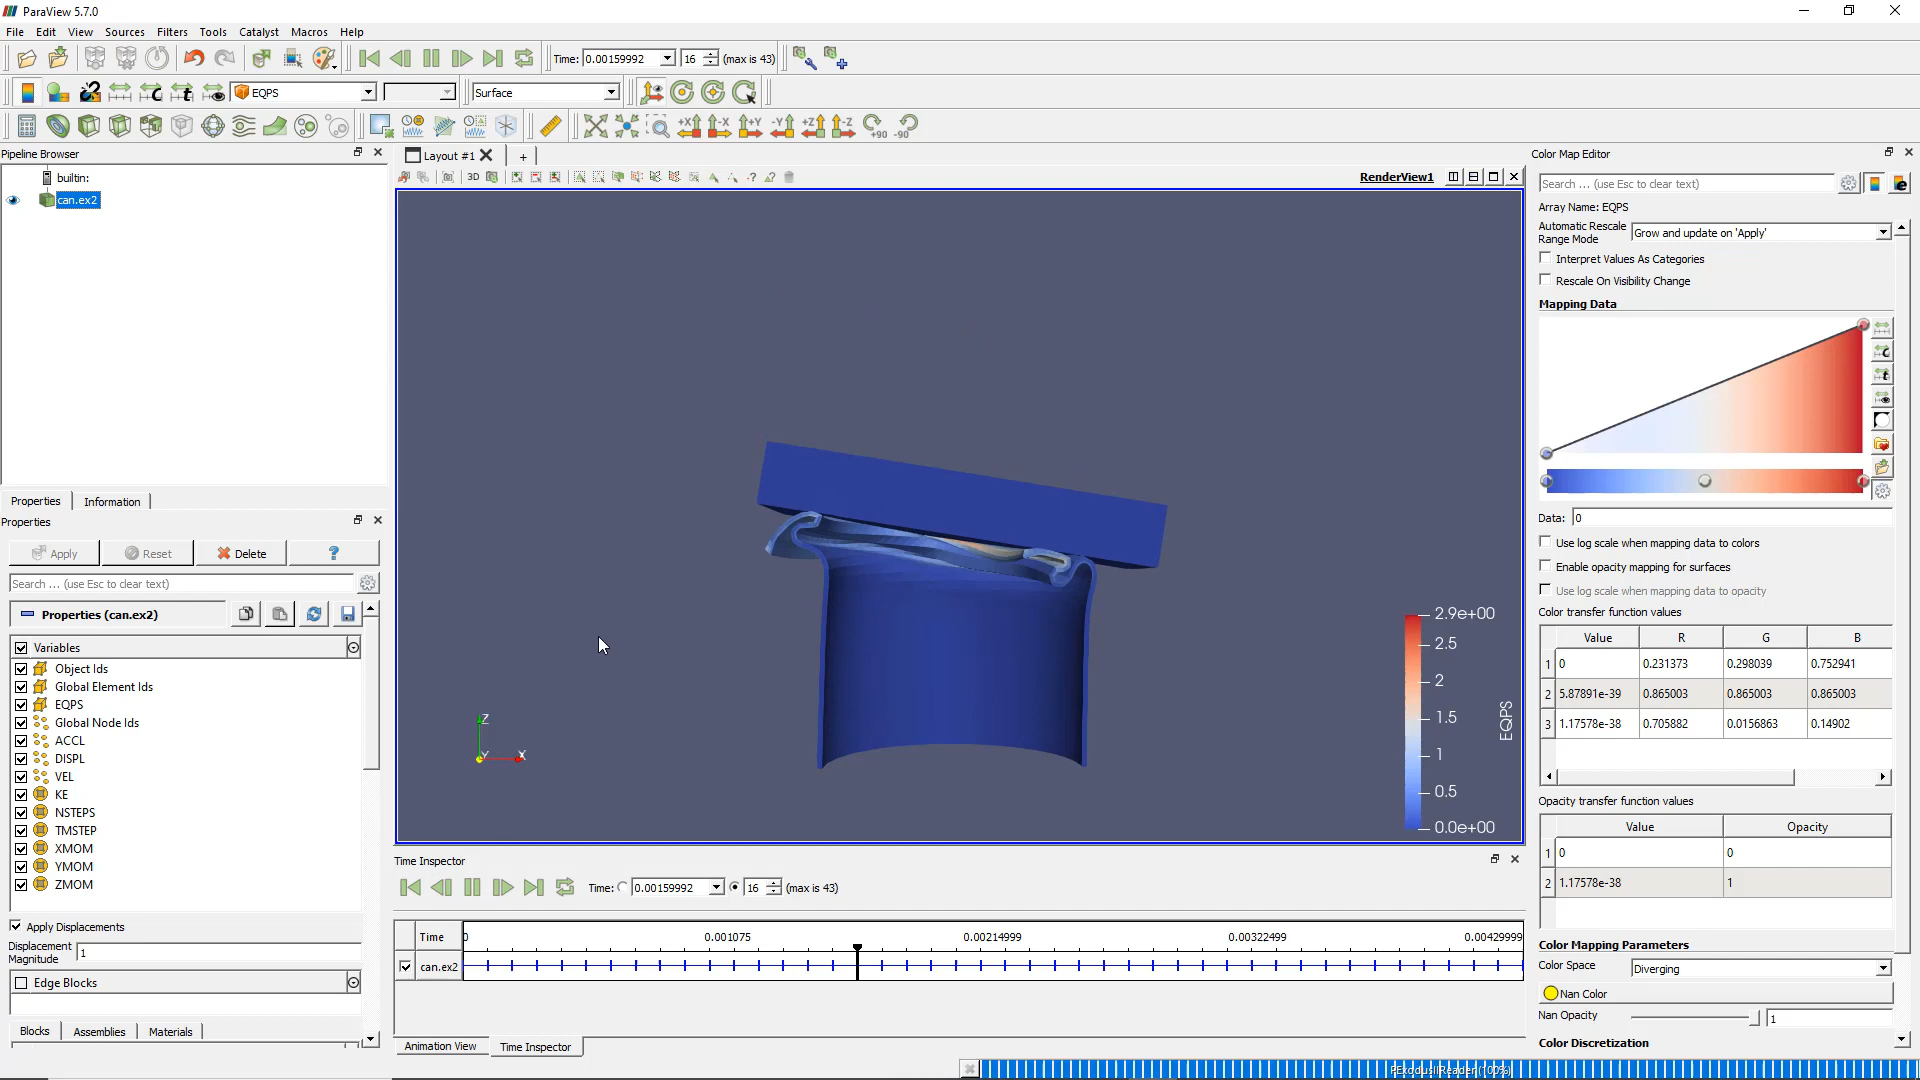 ParaView 5.7.0
File Edit View Sources Filters Tools Catalyst Macros Help
Time: 0.00159992 16 (max is 43)
EQPS Surface
+X -X +Y -Y +Z -Z +90 -90
Pipeline Browser
builtin:
can.ex2
Properties Information
Properties
Apply Reset Delete ?
Search ... (use Esc to clear text)
Properties (can.ex2)
Variables
Object Ids
Global Element Ids
EQPS
Global Node Ids
ACCL
DISPL
VEL
KE
NSTEPS
TMSTEP
XMOM
YMOM
ZMOM
Apply Displacements
Displacement Magnitude 1
Edge Blocks
Blocks Assemblies Materials
Layout #1 +
3D RenderView1
Z
Y X
2.9e+00
2.5
2
1.5
1
0.5
0.0e+00
EQPS
Time Inspector
Time: 0.00159992 16 (max is 43)
Time 0 0.001075 0.00214999 0.00322499 0.00429999
can.ex2
Animation View Time Inspector
Color Map Editor
Search ... (use Esc to clear text)
Array Name: EQPS
Automatic Rescale Range Mode Grow and update on 'Apply'
Interpret Values As Categories
Rescale On Visibility Change
Mapping Data
Data: 0
Use log scale when mapping data to colors
Enable opacity mapping for surfaces
Use log scale when mapping data to opacity
Color transfer function values
Value R G B
1 0 0.231373 0.298039 0.752941
2 5.87891e-39 0.865003 0.865003 0.865003
3 1.17578e-38 0.705882 0.0156863 0.14902
Opacity transfer function values
Value Opacity
1 0 0
2 1.17578e-38 1
Color Mapping Parameters
Color Space Diverging
Nan Color
Nan Opacity 1
Color Discretization
PExodusIIReader (100%)